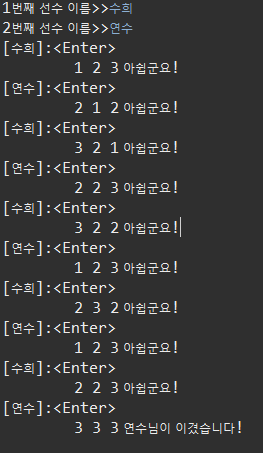 1번째 선수 이름>>수희
2번째 선수 이름>>연수
[수희]:<Enter>
1 2 3 아쉽군요!
[연수]:<Enter>
2 1 2 아쉽군요!
[수희]:<Enter>
3 2 1 아쉽군요!
[연수]:<Enter>
2 2 3 아쉽군요!
[수희]:<Enter>
3 2 2 아쉽군요!
[연수]:<Enter>
1 2 3 아쉽군요!
[수희]:<Enter>
2 3 2 아쉽군요!
[연수]:<Enter>
1 2 3 아쉽군요!
[수희]:<Enter>
2 2 3 아쉽군요!
[연수]:<Enter>
3 3 3 연수님이 이겼습니다!